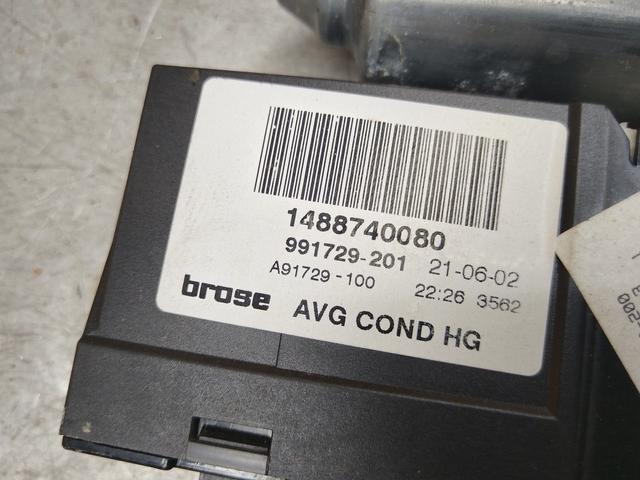 1488740080
991729-201 21-06-02
A91729-100 22:26 3562
brose AVG COND HG